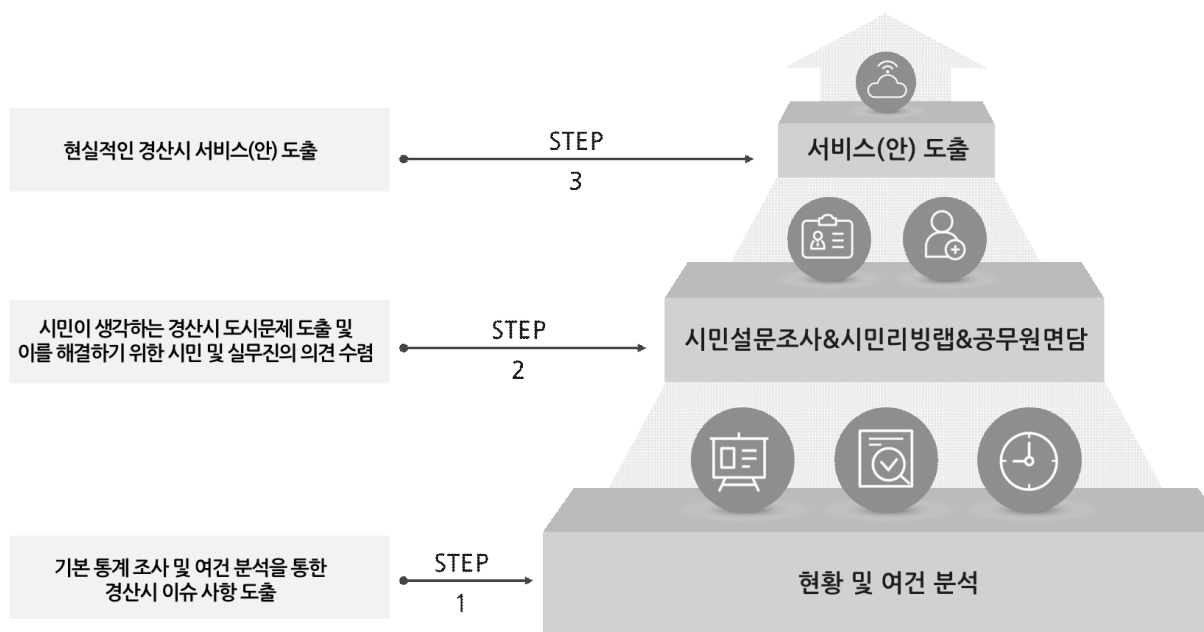 현실적인 경산시 서비스(안) 도출
STEP
3
서비스(안) 도출
시민이 생각하는 경산시 도시문제 도출 및
이를 해결하기 위한 시민 및 실무진의 의견 수렴
STEP
2
시민설문조사&시민리빙랩&공무원면담
기본 통계 조사 및 여건 분석을 통한
경산시 이슈 사항 도출
STEP
1
현황 및 여건 분석